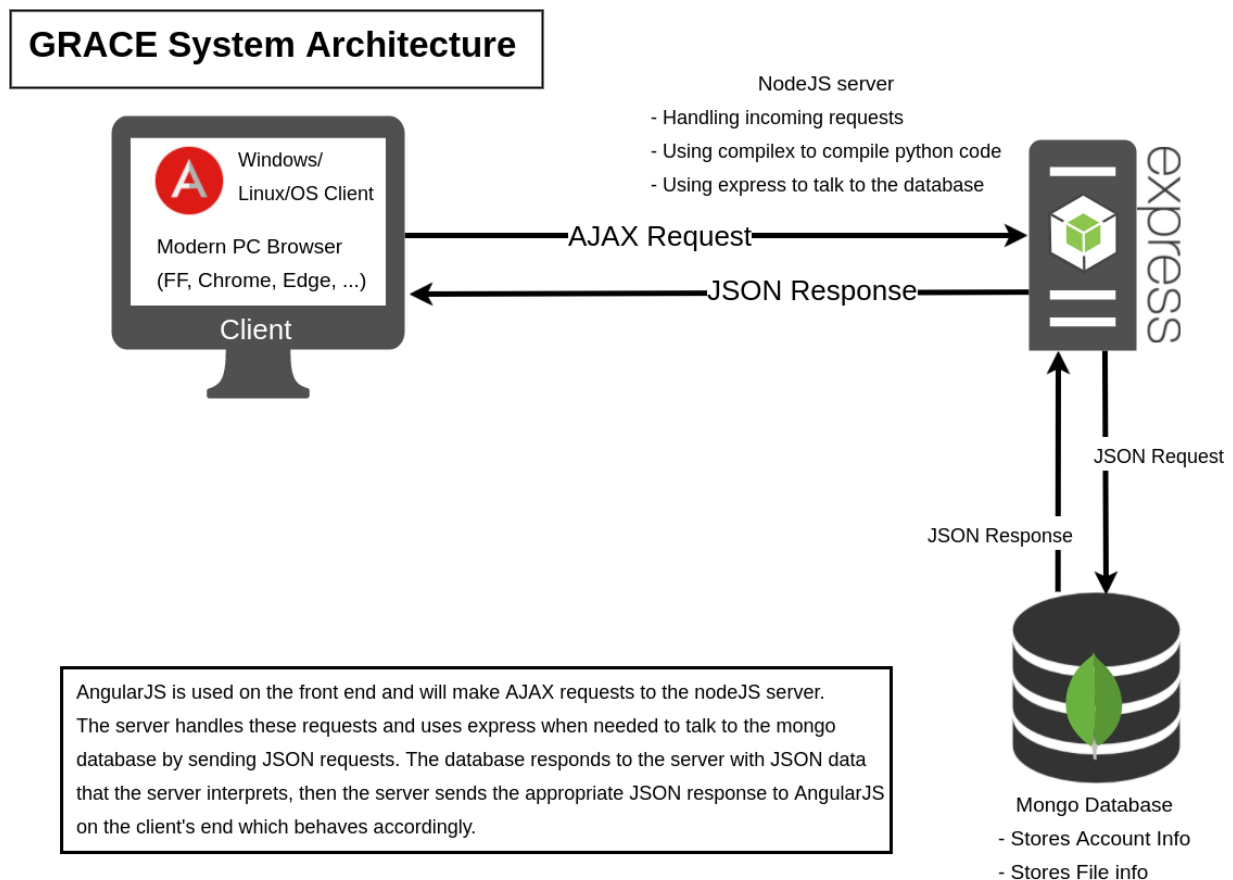 GRACE System Architecture
NodeJS server
- Handling incoming requests
- Using compilex to compile python code
- Using express to talk to the database
Windows/
Linux/OS Client
Modern PC Browser
(FF, Chrome, Edge, ...)
Client
AJAX Request
JSON Response
express
JSON Request
JSON Response
AngularJS is used on the front end and will make AJAX requests to the nodeJS server.
The server handles these requests and uses express when needed to talk to the mongo
database by sending JSON requests. The database responds to the server with JSON data
that the server interprets, then the server sends the appropriate JSON response to AngularJS
on the client's end which behaves accordingly.
Mongo Database
- Stores Account Info
- Stores File info